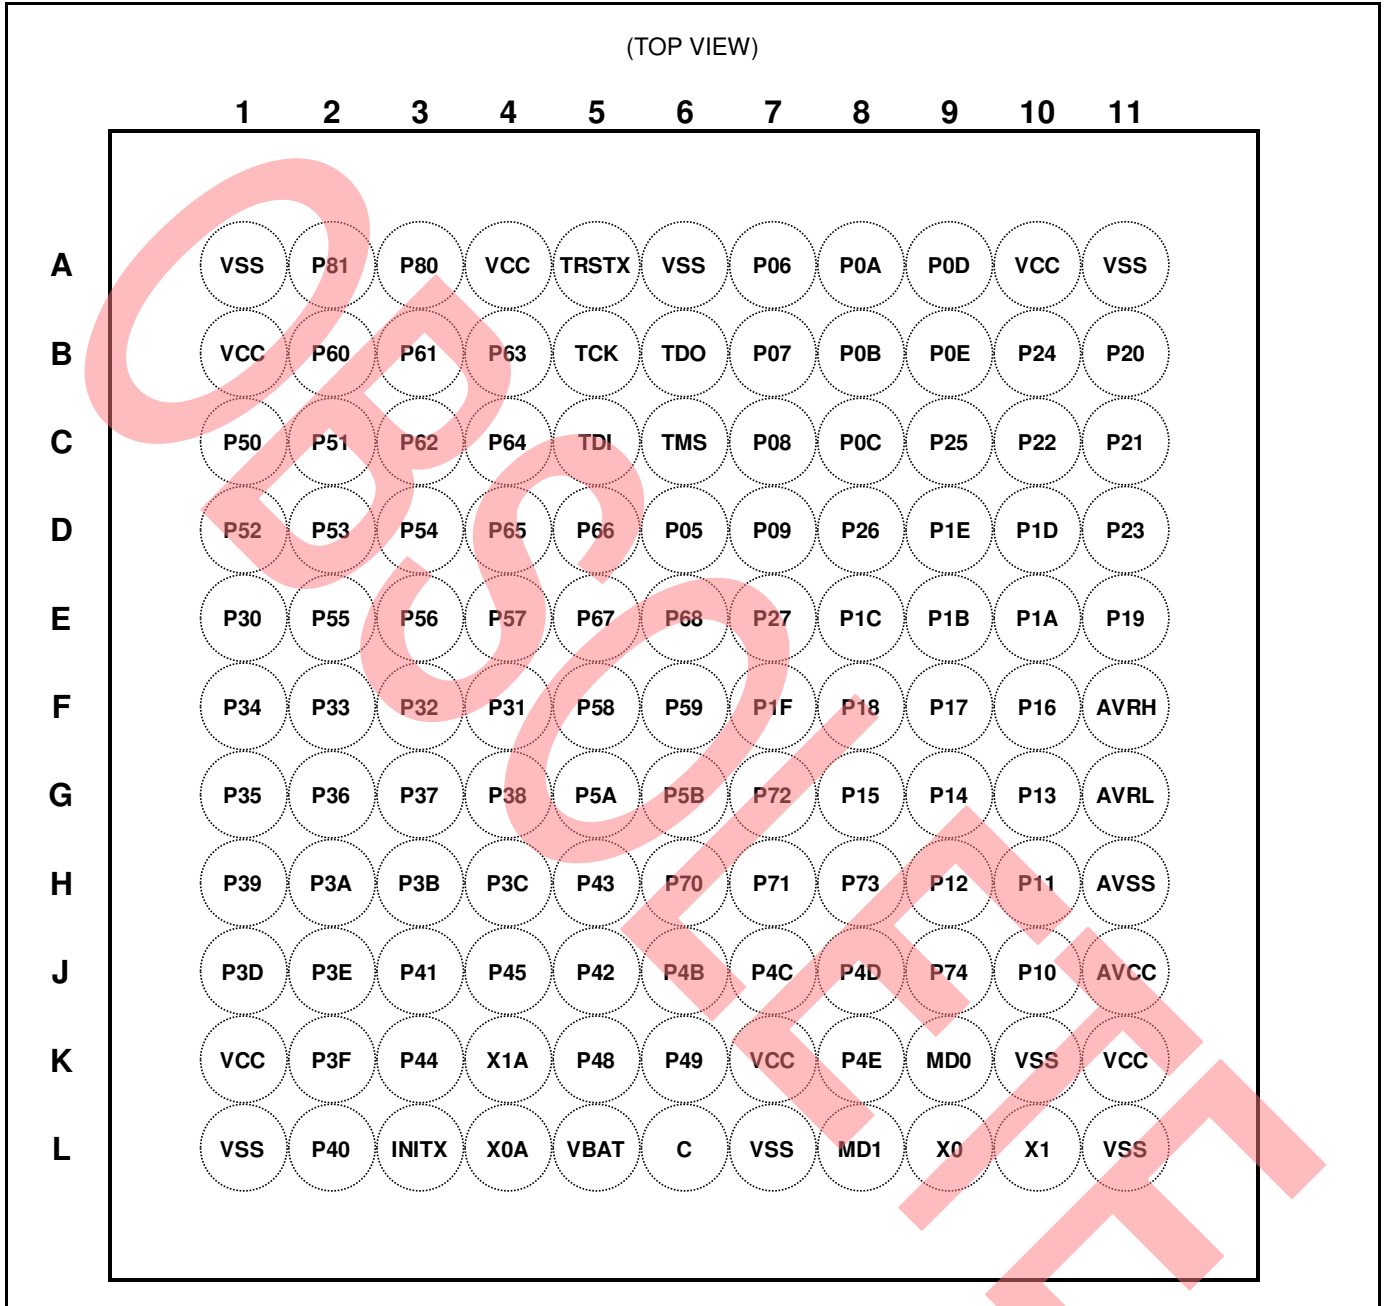 (TOP VIEW)
1 2 3 4 5 6 7 8 9 10 11
A VSS P81 P80 VCC TRSTX VSS P06 P0A P0D VCC VSS
B VCC P60 P61 P63 TCK TDO P07 P0B P0E P24 P20
C P50 P51 P62 P64 TDI TMS P08 P0C P25 P22 P21
D P52 P53 P54 P65 P66 P05 P09 P26 P1E P1D P23
E P30 P55 P56 P57 P67 P68 P27 P1C P1B P1A P19
F P34 P33 P32 P31 P58 P59 P1F P18 P17 P16 AVRH
G P35 P36 P37 P38 P5A P5B P72 P15 P14 P13 AVRL
H P39 P3A P3B P3C P43 P70 P71 P73 P12 P11 AVSS
J P3D P3E P41 P45 P42 P4B P4C P4D P74 P10 AVCC
K VCC P3F P44 X1A P48 P49 VCC P4E MD0 VSS VCC
L VSS P40 INITX X0A VBAT C VSS MD1 X0 X1 VSS
OBSOLETE